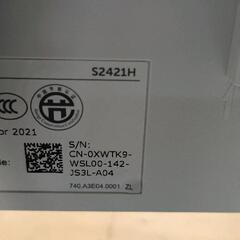 S2421H
or 2021
S/N:
CN-0XWTK9-
WSL00-142-
JS3L-A04
740.A3E04.0001 ZL